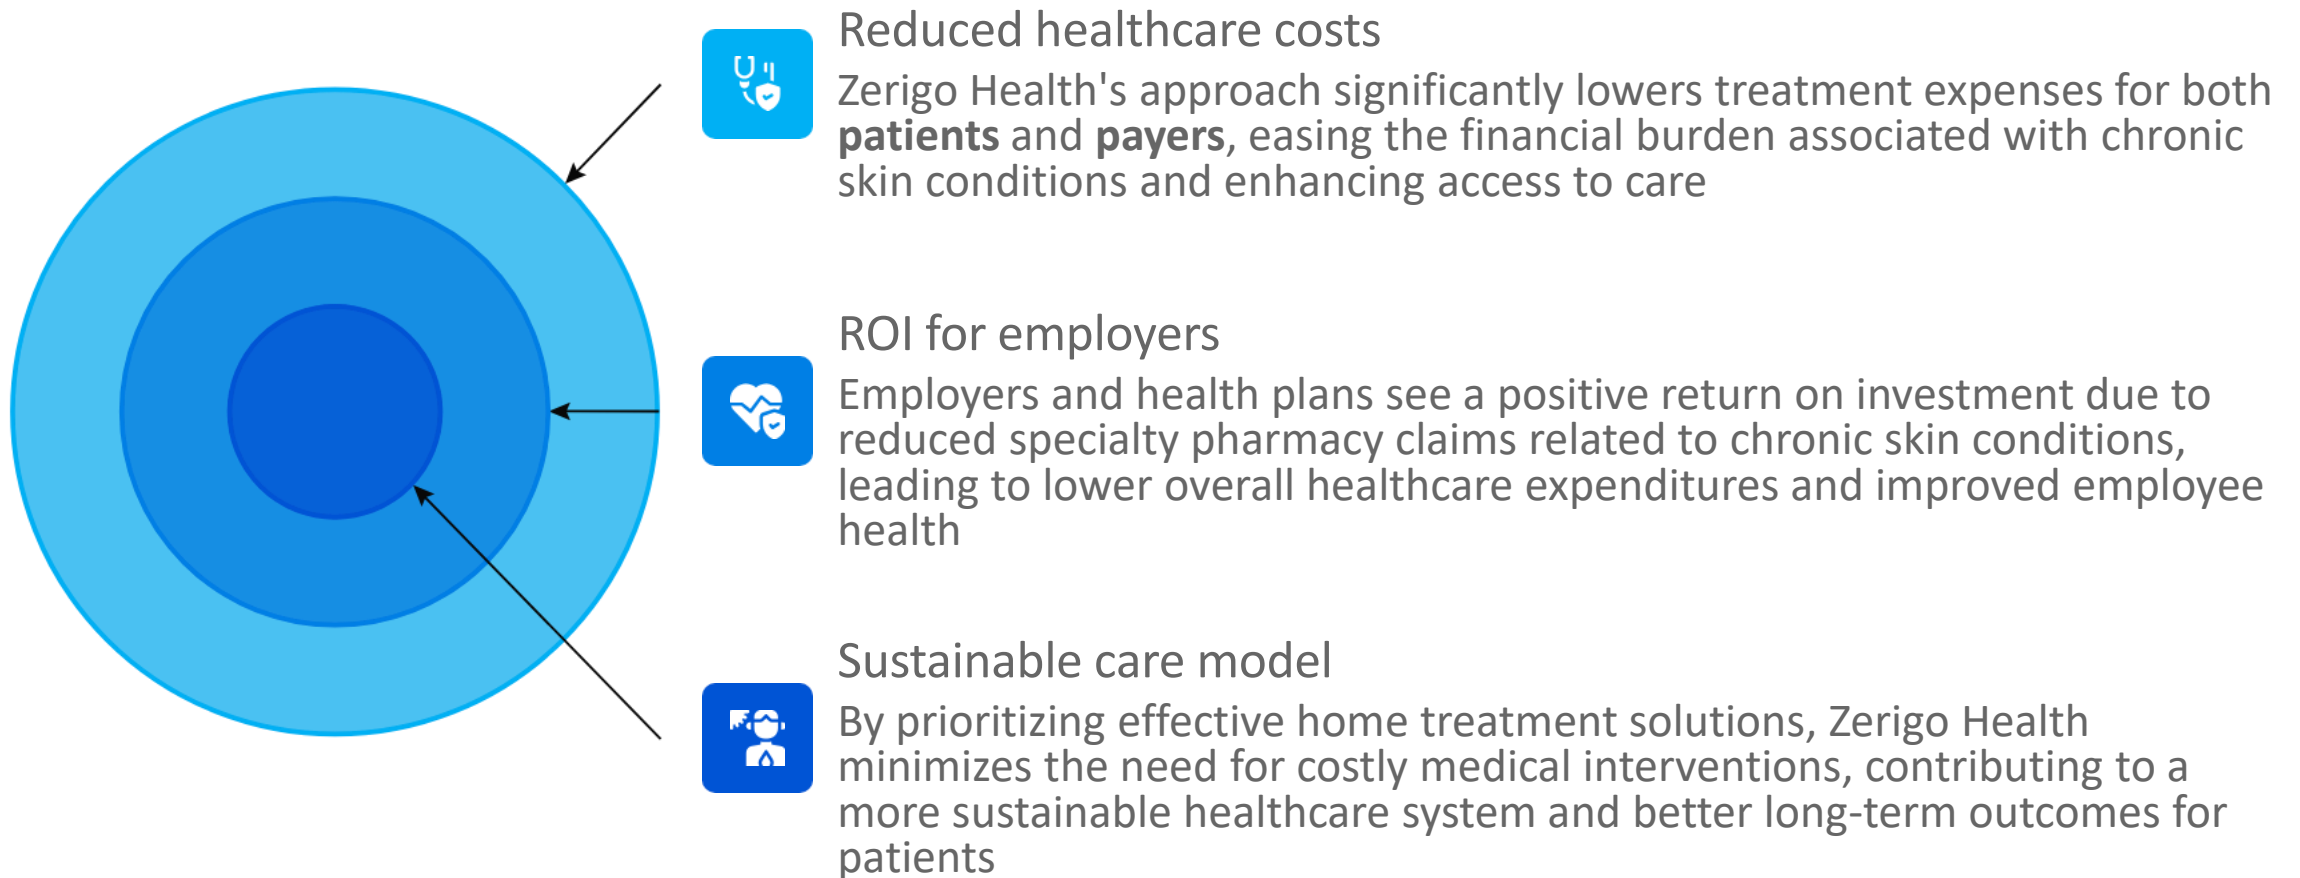 Reduced healthcare costs
Zerigo Health's approach significantly lowers treatment expenses for both
patients and payers, easing the financial burden associated with chronic
skin conditions and enhancing access to care
ROI for employers
Employers and health plans see a positive return on investment due to
reduced specialty pharmacy claims related to chronic skin conditions,
leading to lower overall healthcare expenditures and improved employee
health
Sustainable care model
By prioritizing effective home treatment solutions, Zerigo Health
minimizes the need for costly medical interventions, contributing to a
more sustainable healthcare system and better long-term outcomes for
patients